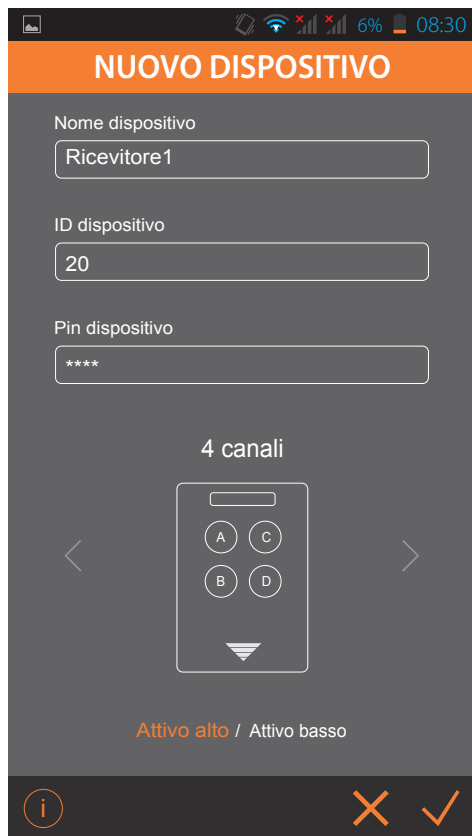 6% 08:30
NUOVO DISPOSITIVO
Nome dispositivo
Ricevitore1
ID dispositivo
20
Pin dispositivo
****
4 canali
A C
B D
Attivo alto / Attivo basso
i